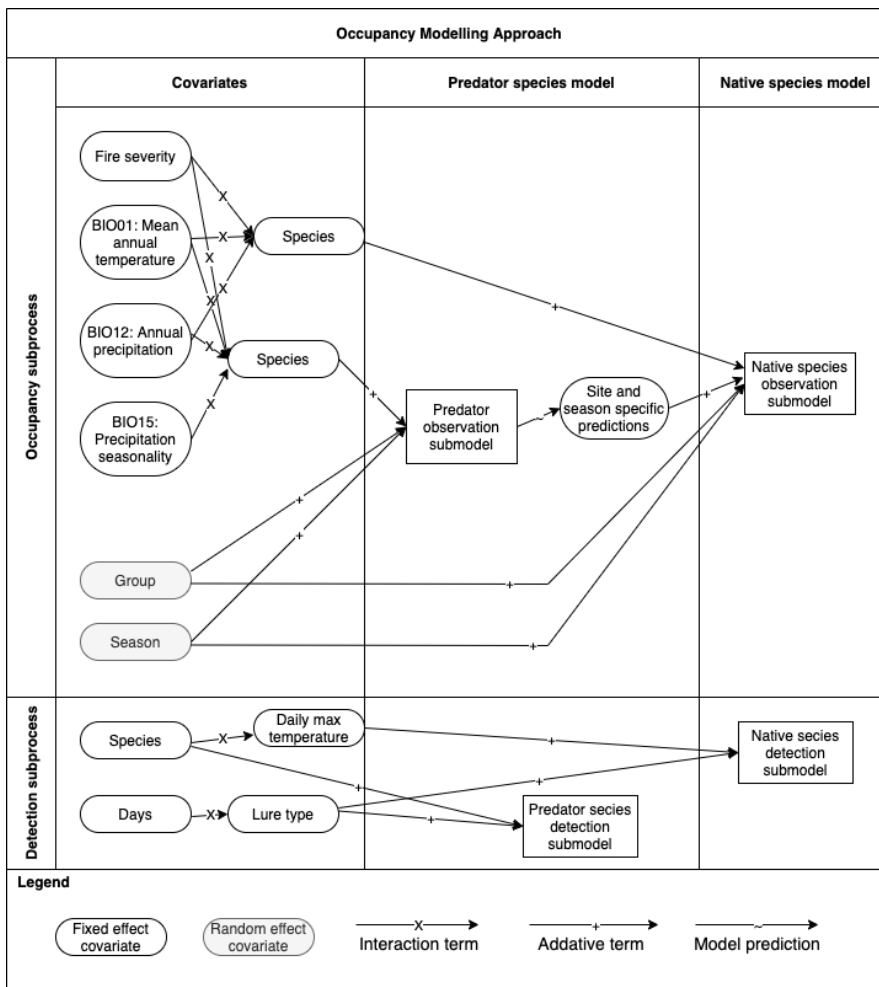 Occupancy Modelling Approach
Covariates
Predator species model
Native species model
Occupancy subprocess
Fire severity
x
BIO01: Mean
annual
temperature
x
x
Species
x
x
+
BIO12: Annual
precipitation
x
Species
x
+
Predator
observation
submodel
~
Site and
season specific
predictions
+
Native species
observation
submodel
BIO15:
Precipitation
seasonality
+
+
Group
+
Season
+
Detection subprocess
Species
x
Daily max
temperature
+
Native secies
detection
submodel
+
+
Days
x
Lure type
+
Predator secies
detection
submodel
Legend
Fixed effect
covariate
Random effect
covariate
x
Interaction term
+
Addative term
~
Model prediction